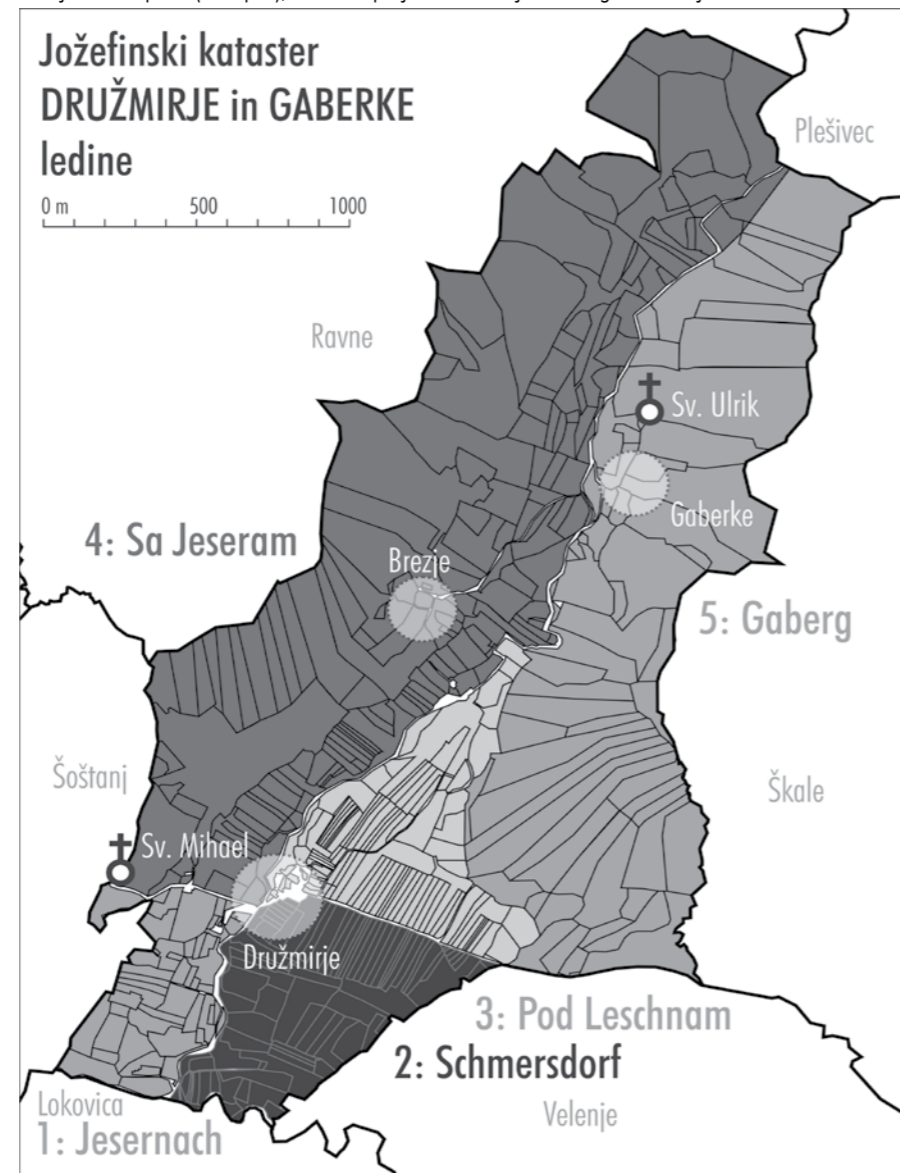 Jožefinski kataster
DRUŽMIRJE in GABERKE
ledine
0 m 500 1000
Plešivec
Ravne
Sv. Ulrik
Gaberke
4: Sa Jeseram
Brezje
5: Gaberg
Šoštanj
Škale
Sv. Mihael
Družmirje
3: Pod Leschnam
2: Schmersdorf
Lokovica
Velenje
1: Jesernach